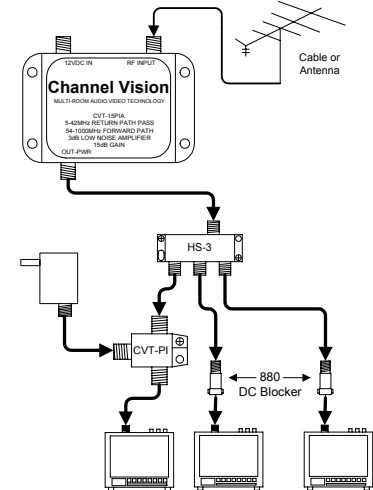 Cable or
Antenna
12VDC IN
RF INPUT
Channel Vision
MULTI-ROOM AUDIO VIDEO TECHNOLOGY
CVT-15PIA
5-42MHz RETURN PATH PASS
54-1000MHz FORWARD PATH
3dB LOW NOISE AMPLIFIER
15dB GAIN
OUT-PWR
HS-3
CVT-PI
880
DC Blocker